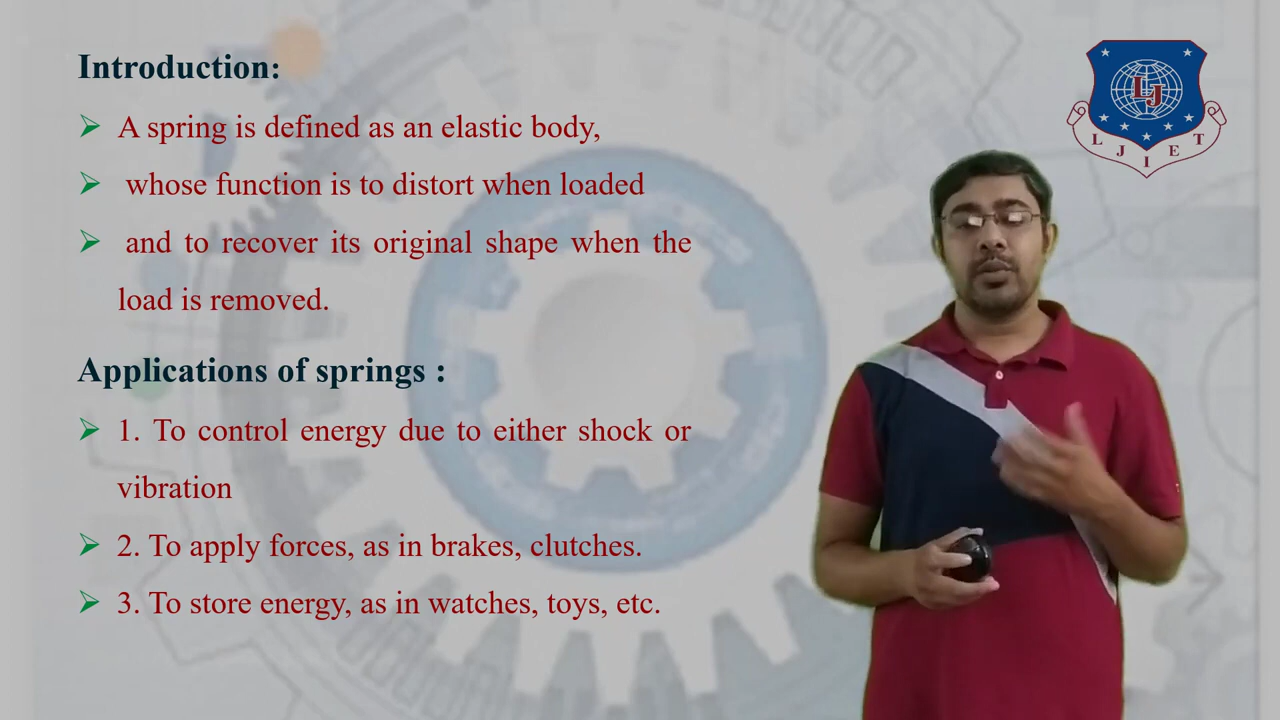 Introduction:
➢ A spring is defined as an elastic body,
➢ whose function is to distort when loaded
➢ and to recover its original shape when the
load is removed.
Applications of springs :
➢ 1. To control energy due to either shock or
vibration
➢ 2. To apply forces, as in brakes, clutches.
➢ 3. To store energy, as in watches, toys, etc.
LJ
LJIET